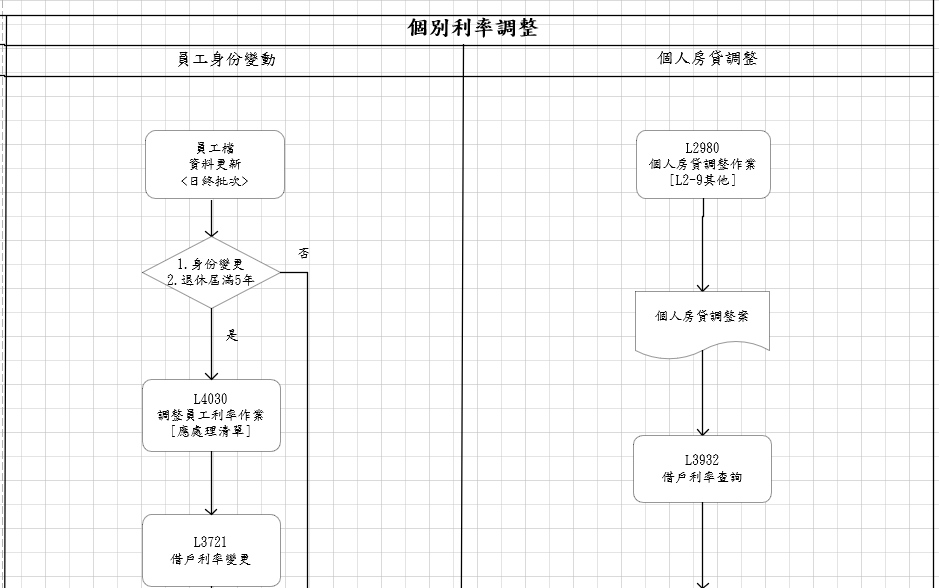 個別利率調整
員工身份變動
個人房貸調整
員工檔
資料更新
<日終批次>
1.身份變更
2.退休屆滿5年
否
是
L4030
調整員工利率作業
[應處理清單]
L3721
借戶利率變更
L2980
個人房貸調整作業
[L2-9其他]
個人房貸調整案
L3932
借戶利率查詢